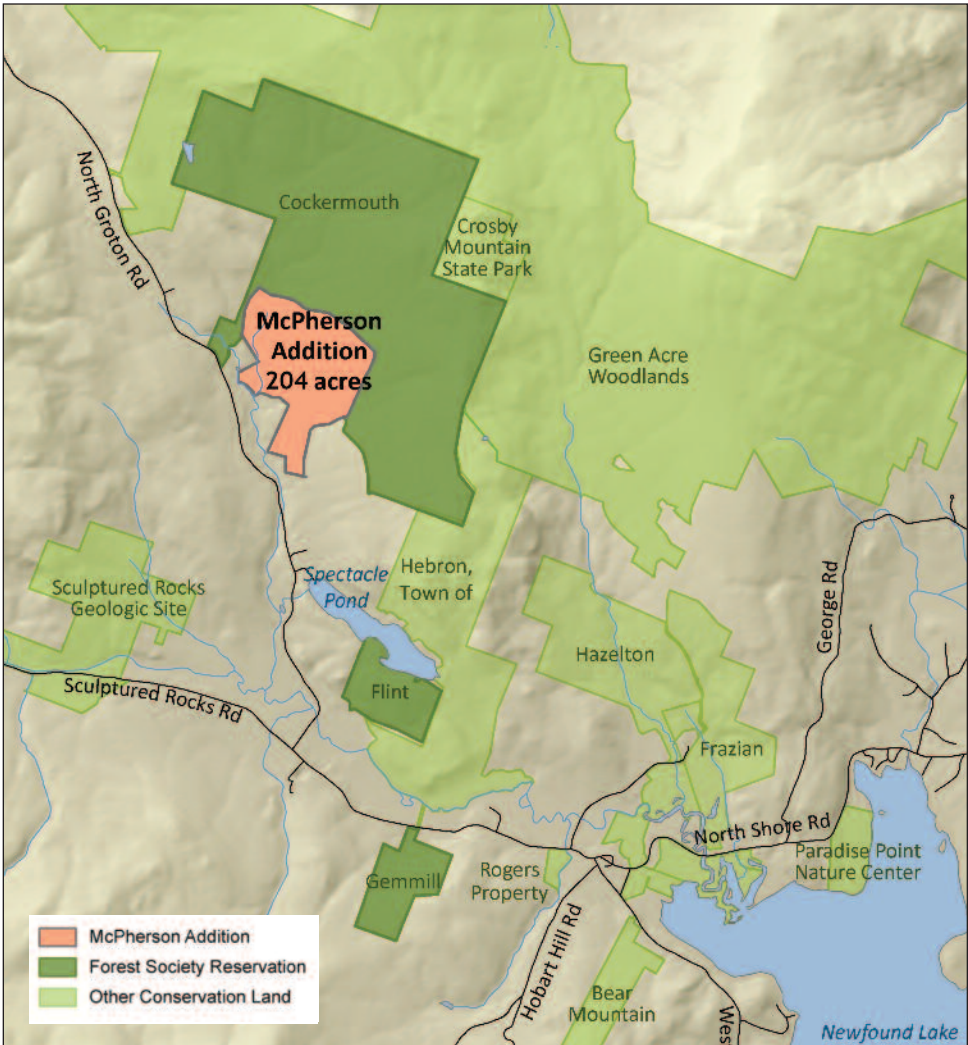 North Groton Rd
Cockermouth
Crosby
Mountain
State Park
McPherson
Addition
204 acres
Green Acre
Woodlands
Sculptured Rocks
Geologic Site
Spectacle
Pond
Hebron,
Town of
Hazelton
George Rd
Sculptured Rocks Rd
Flint
Frazian
North Shore Rd
Paradise Point
Nature Center
Gemmill
Rogers
Property
Hobart Hill Rd
Bear
Mountain
Wes
Newfound Lake
McPherson Addition
Forest Society Reservation
Other Conservation Land